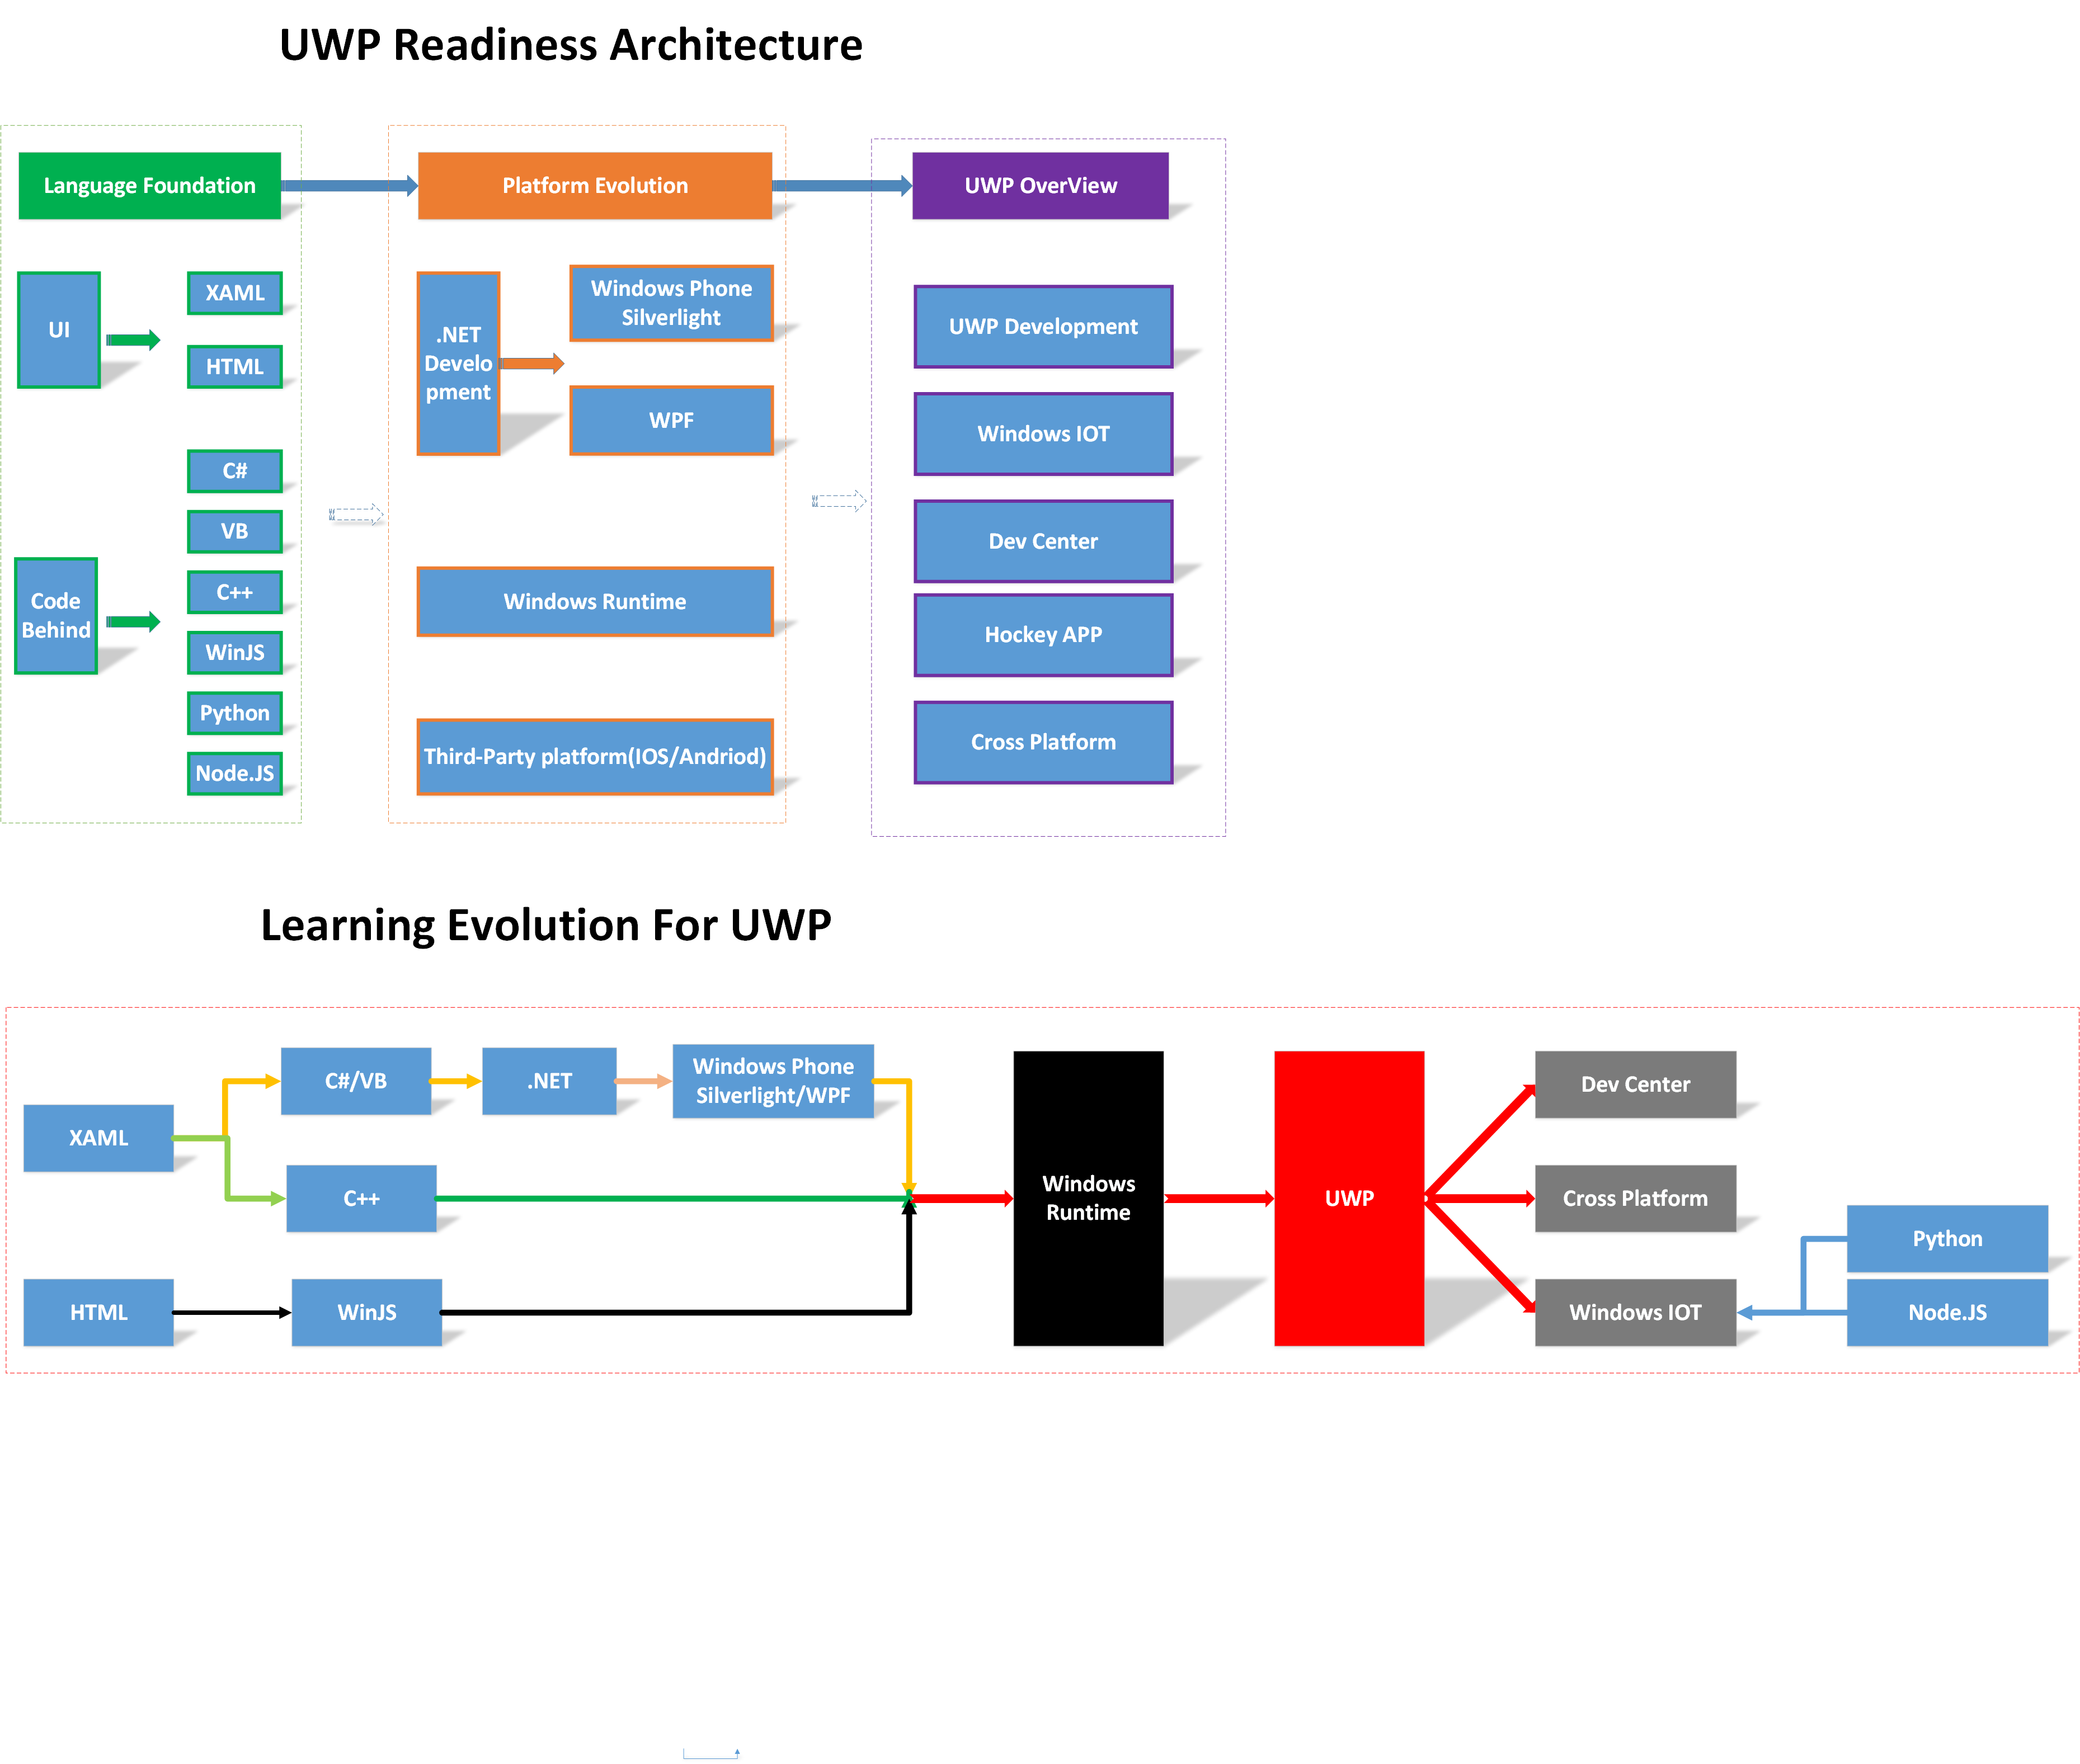 UWP Readiness Architecture
Language Foundation
Platform Evolution
UWP OverView
UI
XAML
HTML
Code
Behind
C#
VB
C++
WinJS
Python
Node.JS
.NET
Develo
pment
Windows Phone
Silverlight
WPF
Windows Runtime
Third-Party platform(IOS/Andriod)
UWP Development
Windows IOT
Dev Center
Hockey APP
Cross Platform
Learning Evolution For UWP
XAML
C#/VB
.NET
Windows Phone
Silverlight/WPF
C++
HTML
WinJS
Windows
Runtime
UWP
Dev Center
Cross Platform
Windows IOT
Python
Node.JS